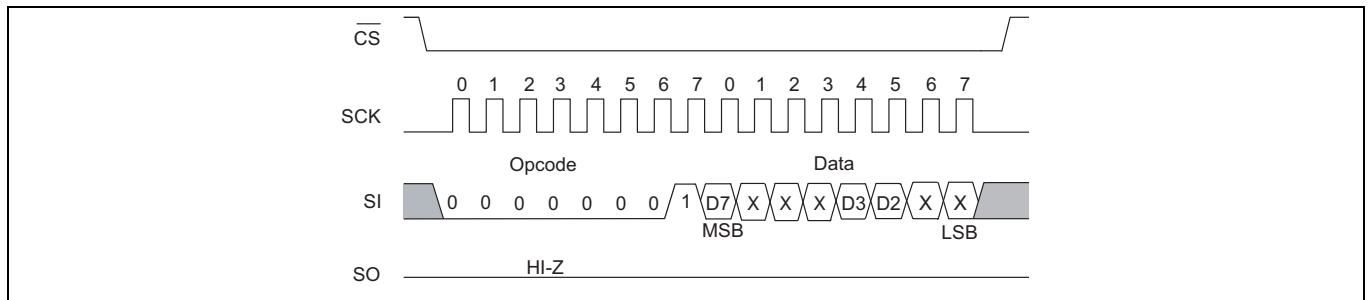 CS
0 1 2 3 4 5 6 7 0 1 2 3 4 5 6 7
SCK
Opcode Data
SI 0 0 0 0 0 0 0 1 D7 X X X D3 D2 X X
MSB LSB
HI-Z
SO